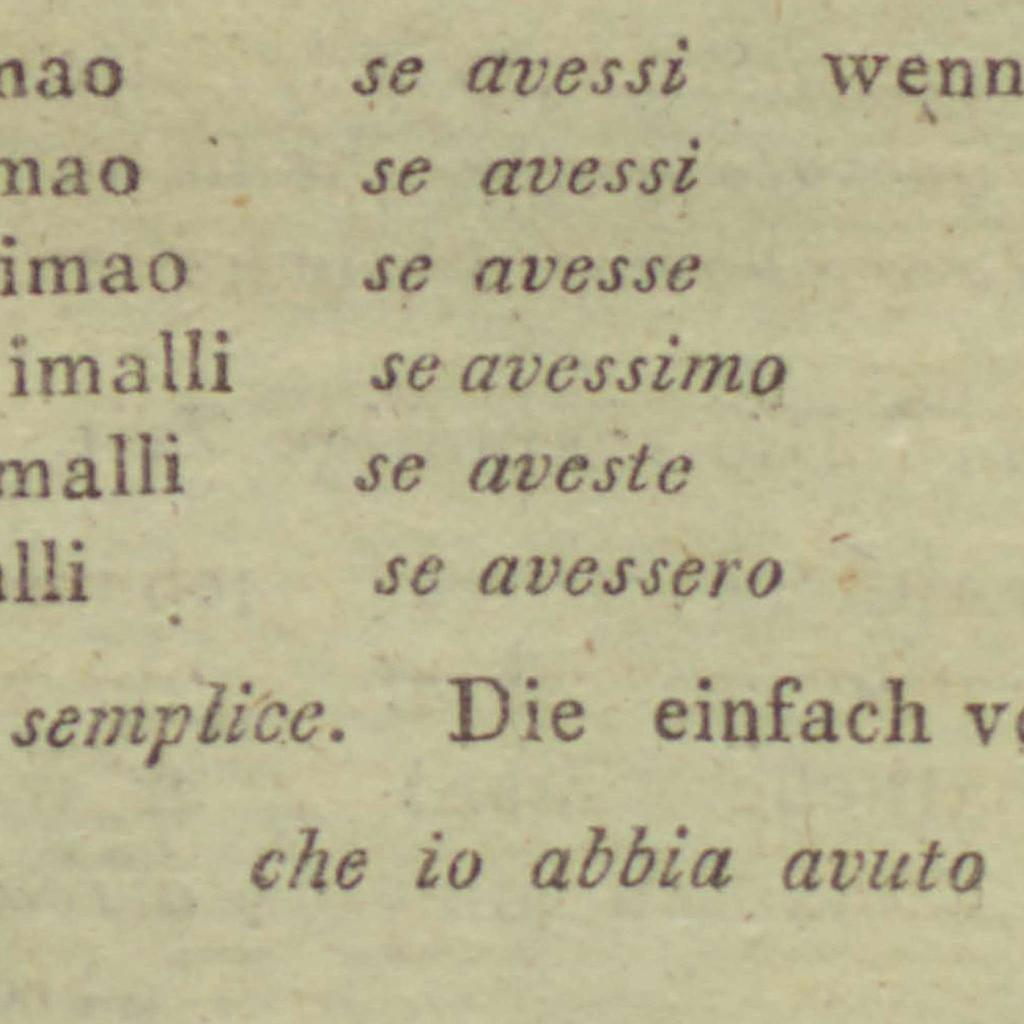 mao se avessi wenn
mao se avessi
imao se avesse
imalli se avessimo
malli se aveste
alli se avessero
semplice. Die einfach ve
che io abbia avuto